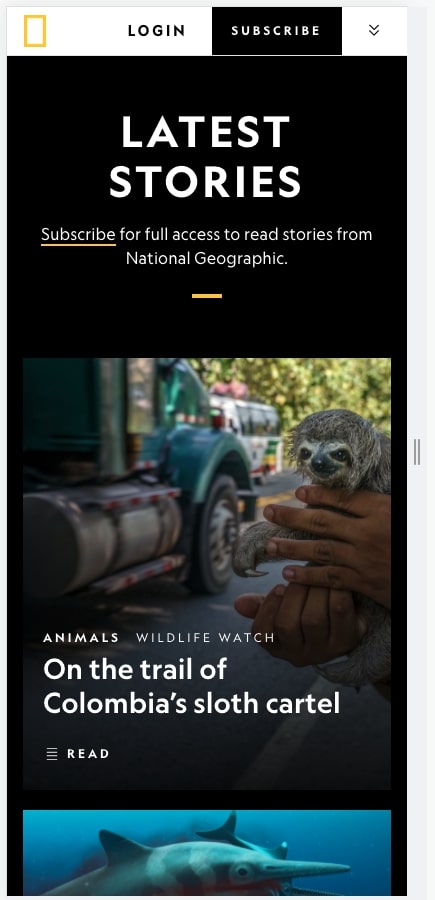 LOGIN
SUBSCRIBE
LATEST
STORIES
Subscribe for full access to read stories from
National Geographic.
ANIMALS WILDLIFE WATCH
On the trail of
Colombia’s sloth cartel
READ